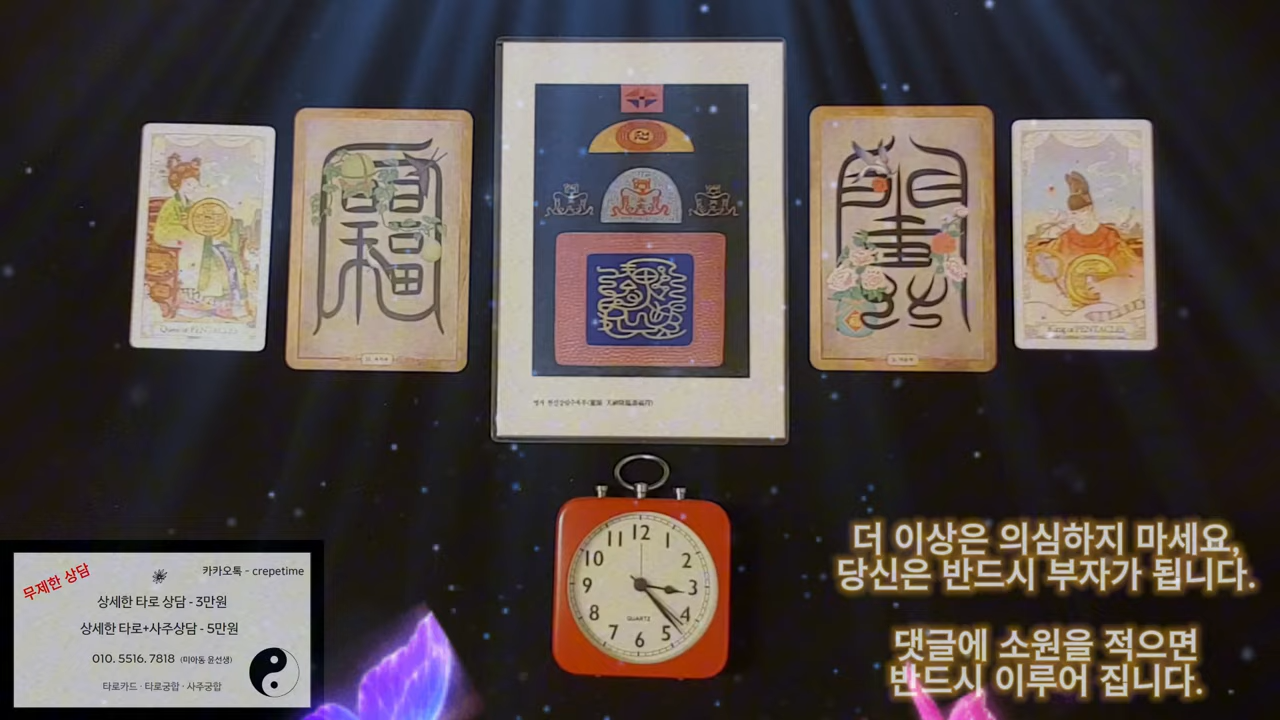 Queen of PENTACLES
King of PENTACLES
12
1
2
3
4
5
6
7
8
9
10
QUARTZ
더 이상은 의심하지 마세요,
당신은 반드시 부자가 됩니다.
댓글에 소원을 적으면
반드시 이루어 집니다.
무제한 상담
카카오톡 - crepetime
상세한 타로 상담 - 3만원
상세한 타로+사주상담 - 5만원
010. 5516. 7818 (미아동 윤선생)
타로카드 · 타로궁합 · 사주궁합